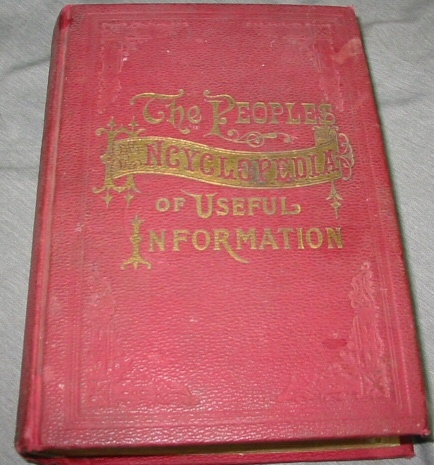 The Peoples
Encyclopedia
of Useful
Information